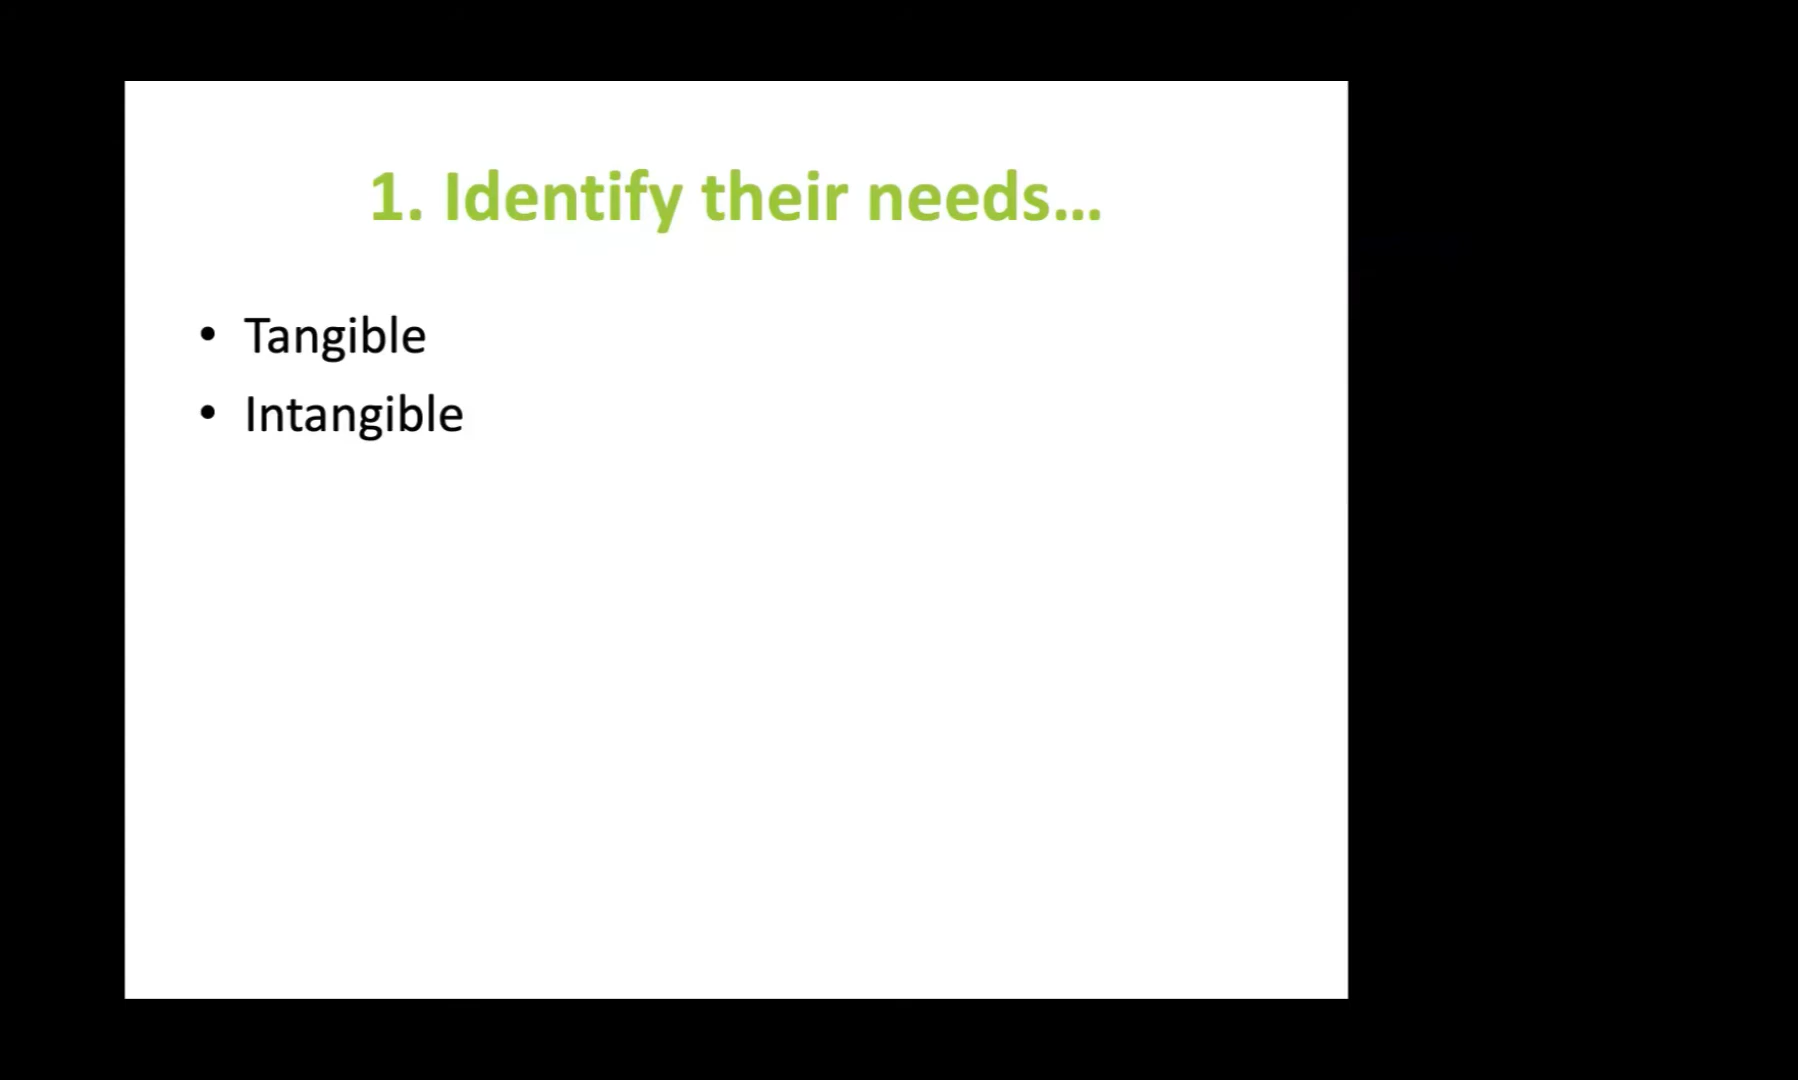 1. Identify their needs...
• Tangible
• Intangible